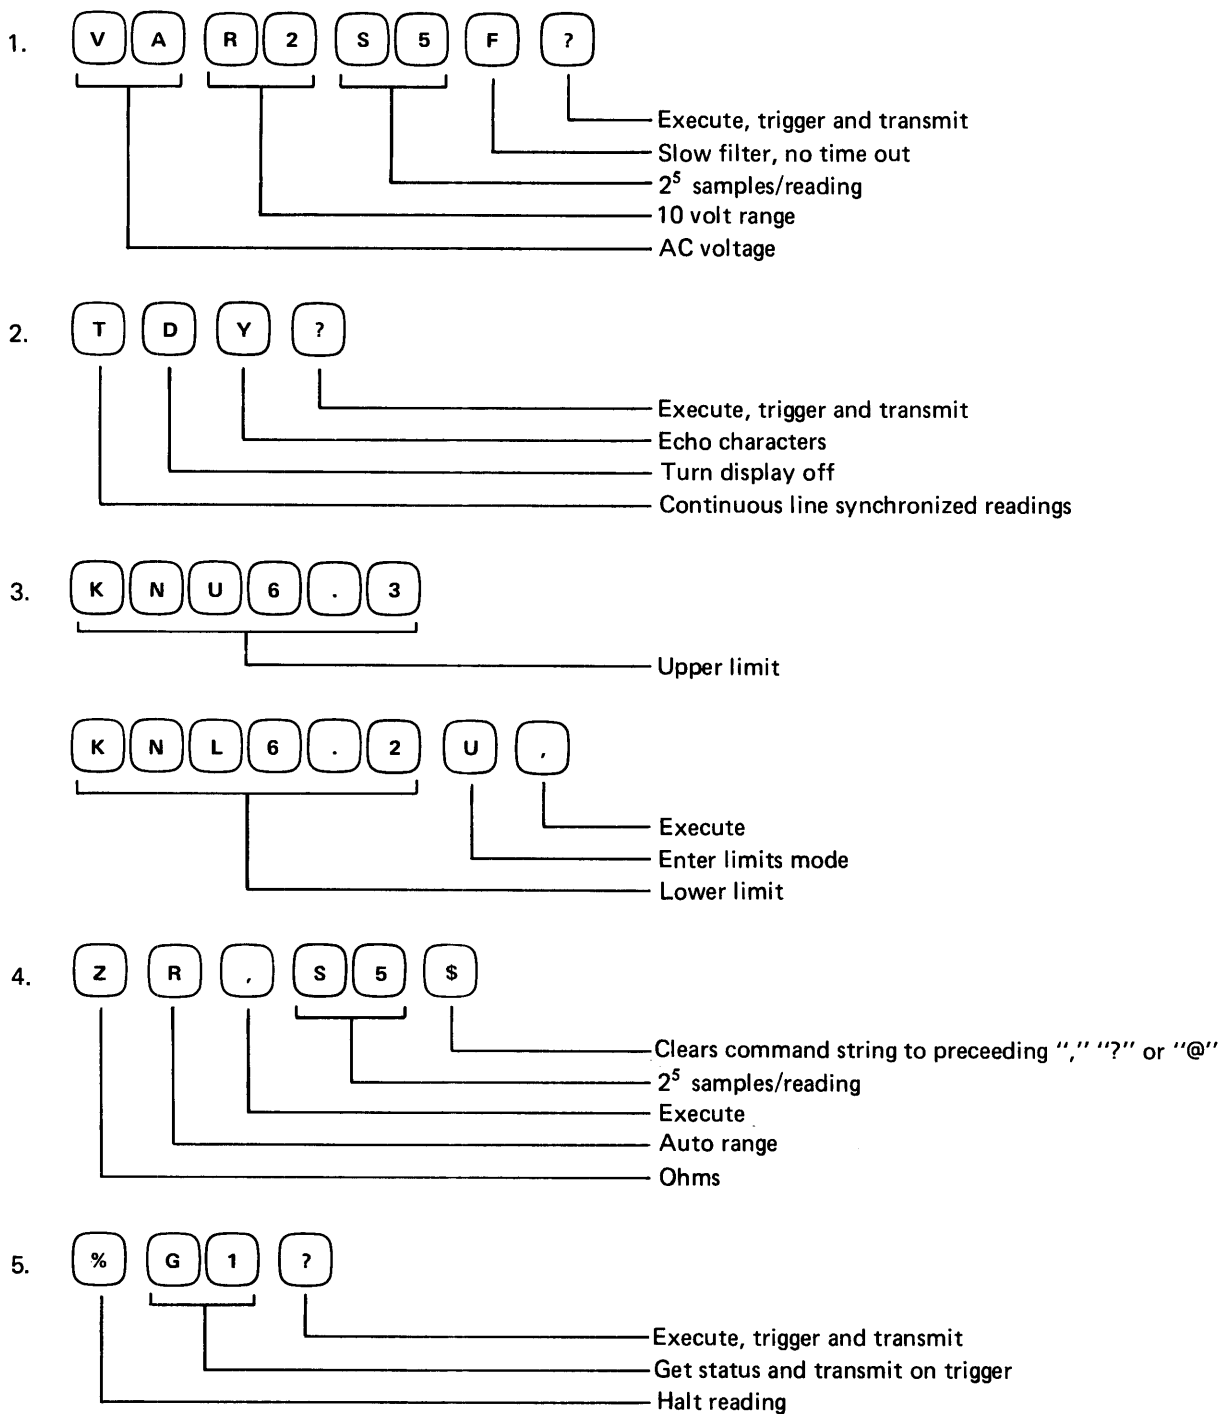 1. V A R 2 S 5 F ?
Execute, trigger and transmit
Slow filter, no time out
2⁵ samples/reading
10 volt range
AC voltage
2. T D Y ?
Execute, trigger and transmit
Echo characters
Turn display off
Continuous line synchronized readings
3. K N U 6 . 3
Upper limit
K N L 6 . 2 U ,
Execute
Enter limits mode
Lower limit
4. Z R , S 5 $
Clears command string to preceeding “,” “?” or “@”
2⁵ samples/reading
Execute
Auto range
Ohms
5. % G 1 ?
Execute, trigger and transmit
Get status and transmit on trigger
Halt reading